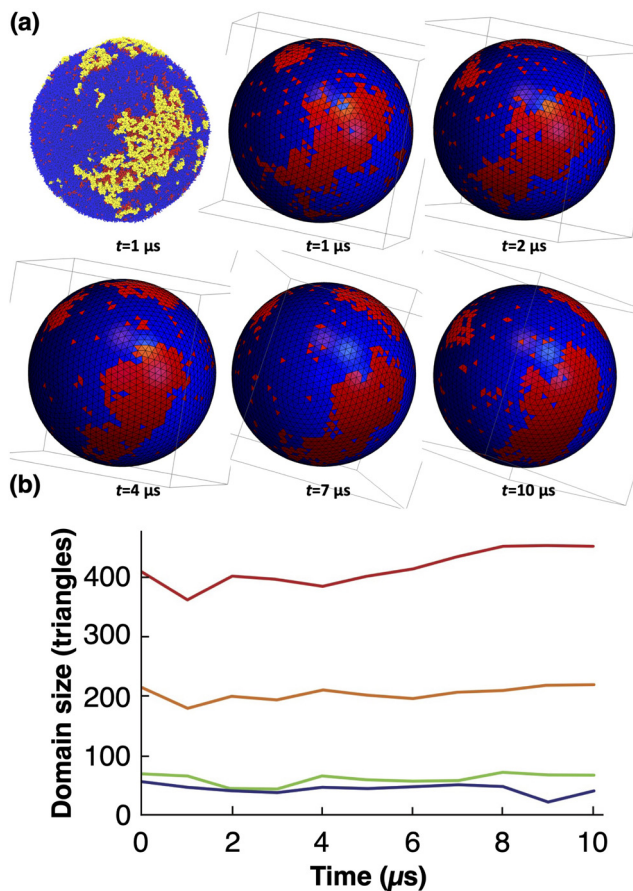 (a)
t=1 µs
t=1 µs
t=2 µs
t=4 µs
t=7 µs
t=10 µs
(b)
Domain size (triangles)
400
300
200
100
0
0
2
4
6
8
10
Time (µs)